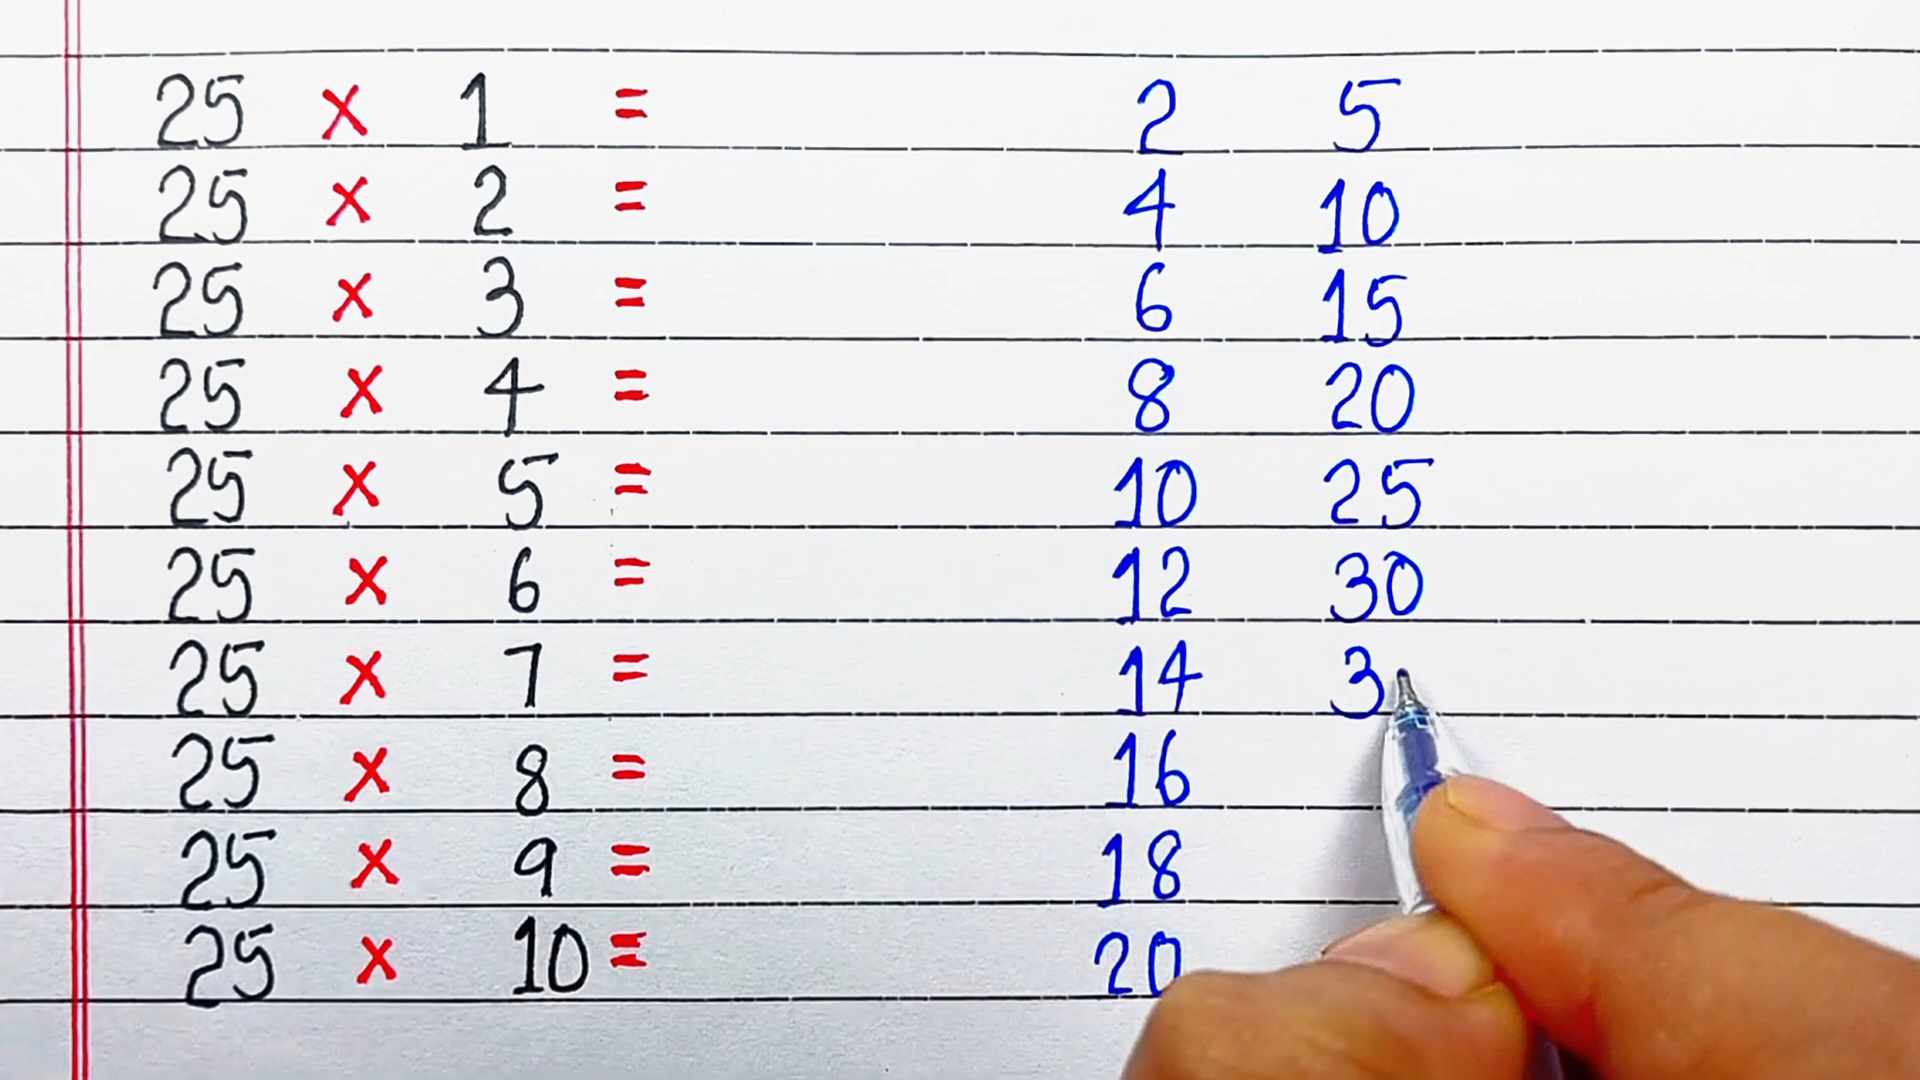 25 × 1 = 2 5
25 × 2 = 4 10
25 × 3 = 6 15
25 × 4 = 8 20
25 × 5 = 10 25
25 × 6 = 12 30
25 × 7 = 14 3
25 × 8 = 16
25 × 9 = 18
25 × 10 = 20